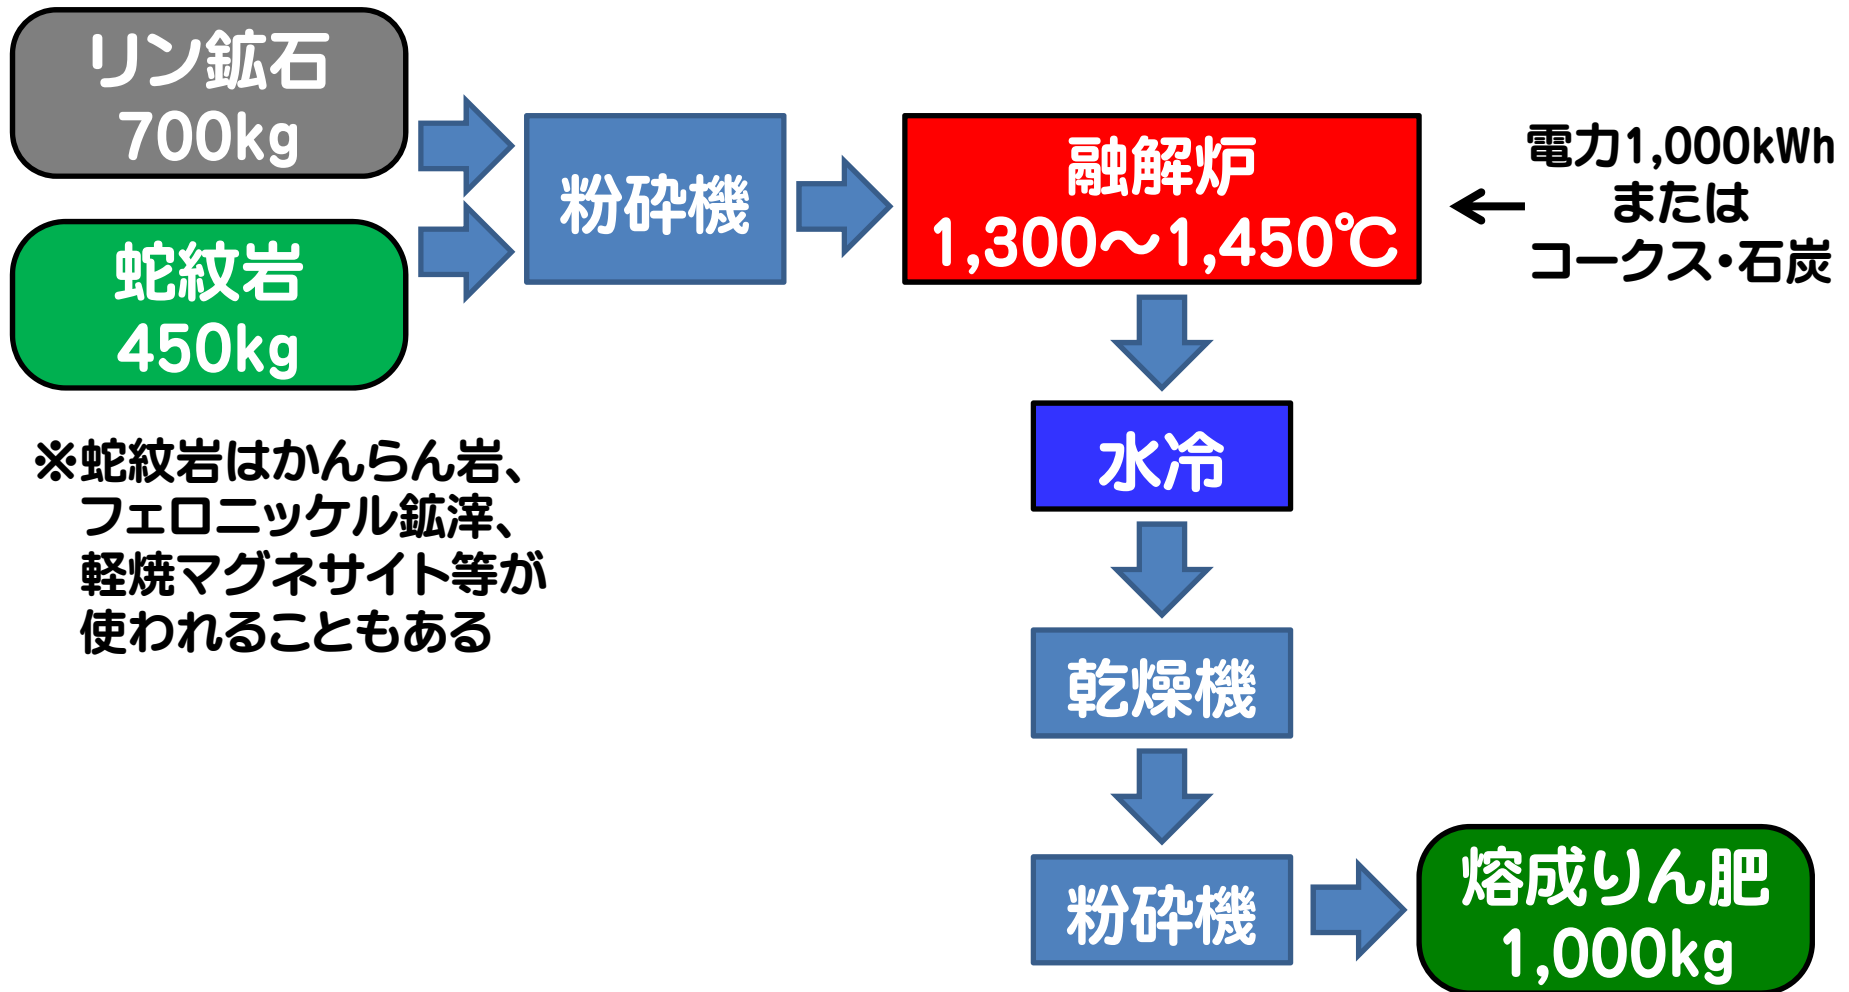 リン鉱石
700kg
蛇紋岩
450kg
粉砕機
融解炉
1,300〜1,450℃
電力1,000kWh
または
コークス・石炭
水冷
乾燥機
粉砕機
熔成りん肥
1,000kg
※蛇紋岩はかんらん岩、
フェロニッケル鉱滓、
軽焼マグネサイト等が
使われることもある